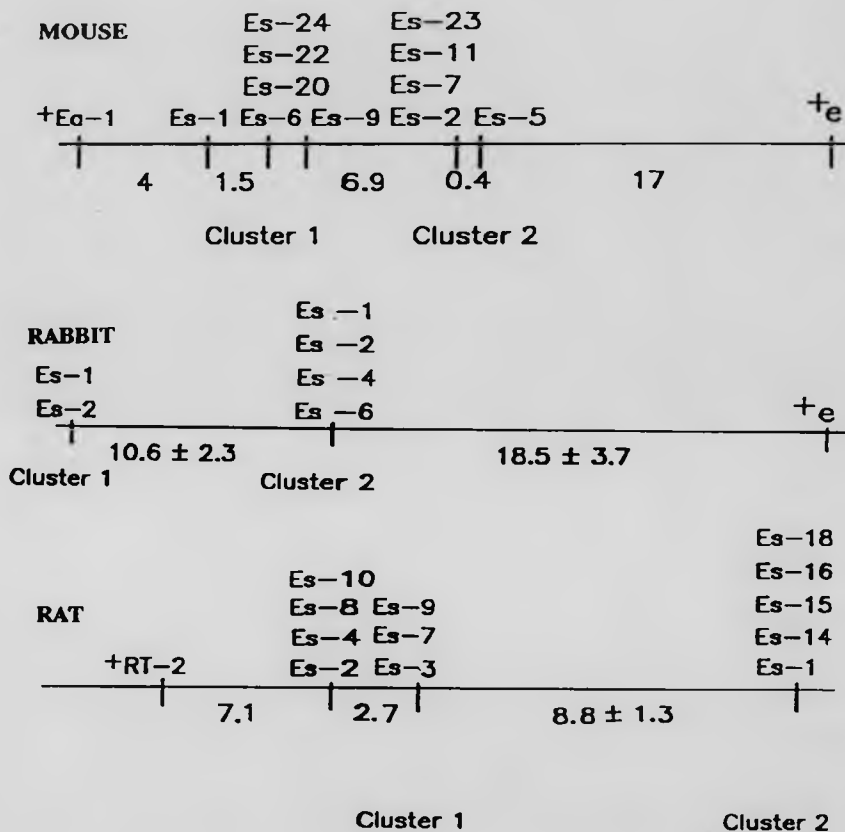 MOUSE
Es-24 Es-23
Es-22 Es-11
Es-20 Es-7
+Ea-1 Es-1 Es-6 Es-9 Es-2 Es-5 +e
4 1.5 6.9 0.4 17
Cluster 1 Cluster 2
RABBIT
Es-1
Es-2
Es -1
Es -2
Es -4
Es -6
+e
10.6 ± 2.3 18.5 ± 3.7
Cluster 1 Cluster 2
RAT
+RT-2
Es-10
Es-8 Es-9
Es-4 Es-7
Es-2 Es-3
Es-18
Es-16
Es-15
Es-14
Es-1
7.1 2.7 8.8 ± 1.3
Cluster 1 Cluster 2